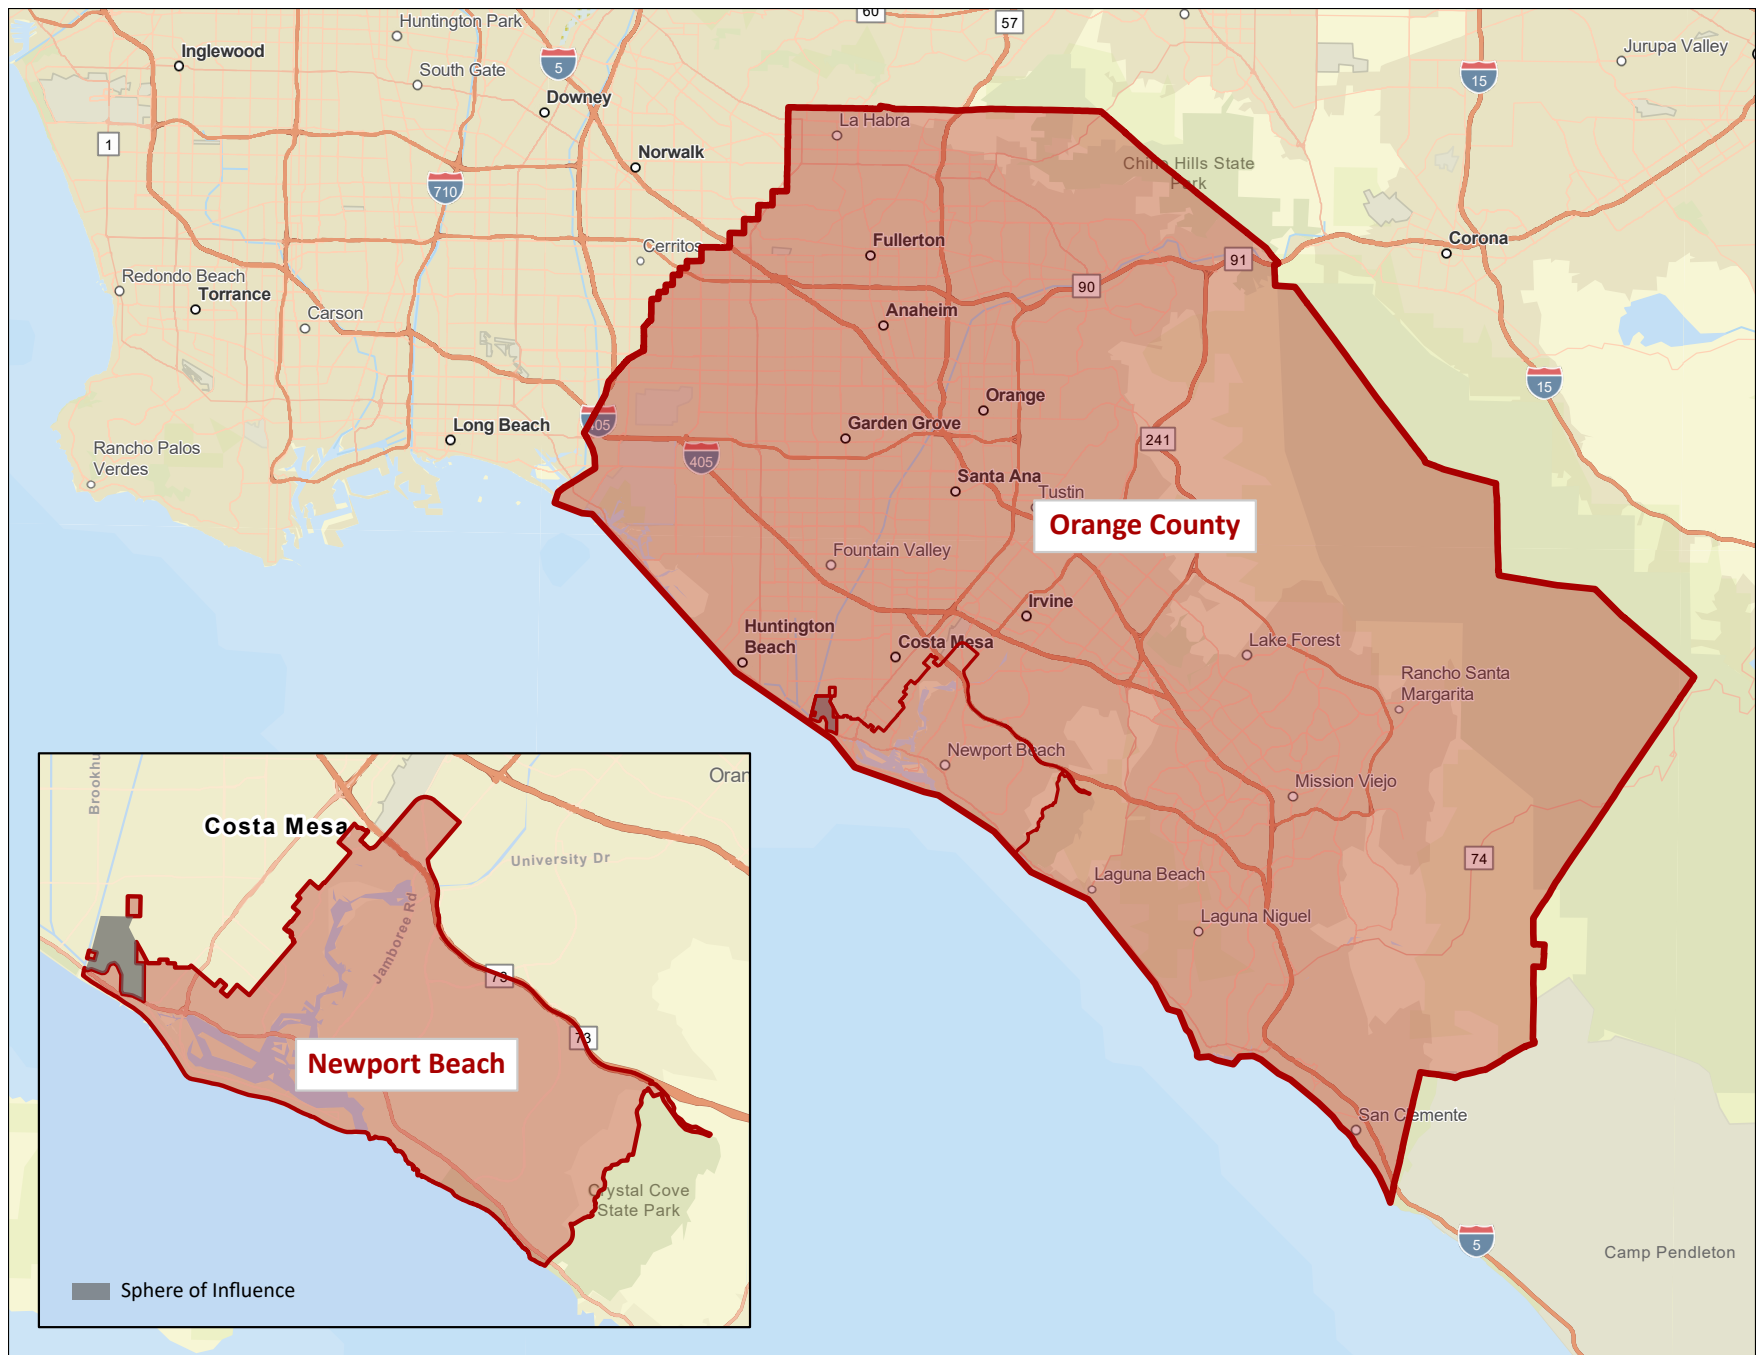 Huntington Park
60
57
Inglewood
5
Jurupa Valley
South Gate
15
Downey
La Habra
1
Norwalk
Chino Hills State
Park
710
Fullerton
Corona
Cerritos
91
Redondo Beach
Torrance
90
Anaheim
Carson
15
Orange
405
Garden Grove
Long Beach
241
Rancho Palos
Verdes
405
Santa Ana
Tustin
Orange County
Fountain Valley
Irvine
Huntington
Beach
Costa Mesa
Lake Forest
Rancho Santa
Margarita
Newport Beach
Mission Viejo
74
Laguna Beach
Laguna Niguel
San Clemente
5
Camp Pendleton
Brookhu
Oran
Costa Mesa
University Dr
Jamboree Rd
73
73
Newport Beach
Crystal Cove
State Park
Sphere of Influence